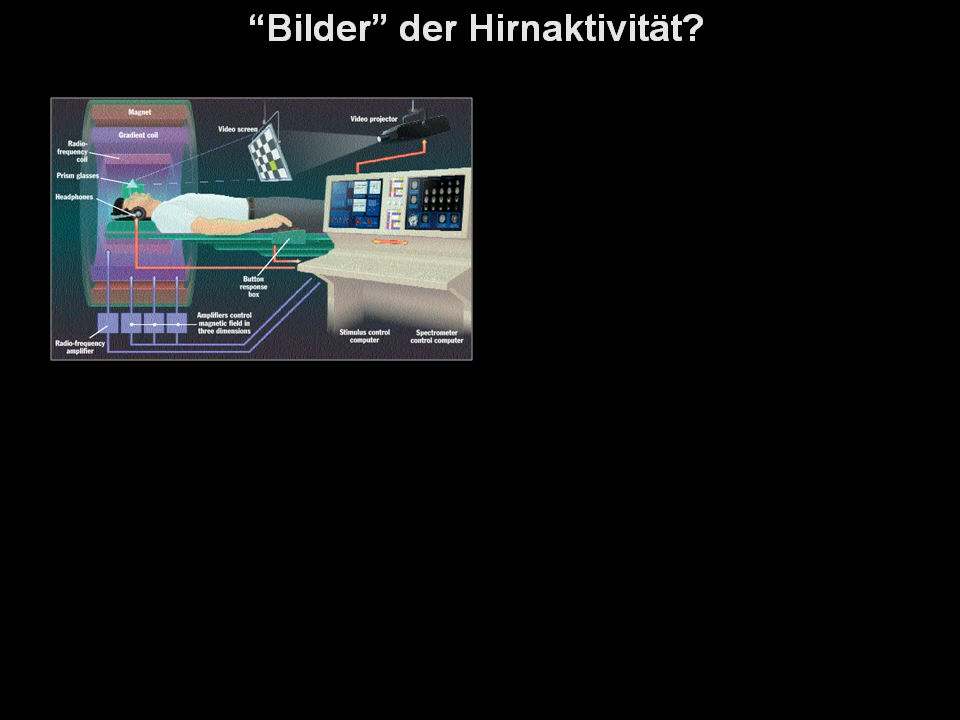 “Bilder” der Hirnaktivität?
Magnet
Gradient coil
Radio-
frequency
coil
Prism glasses
Headphones
Video screen
Video projector
Button
response
box
Amplifiers control
magnetic field in
three dimensions
Radio-frequency
amplifier
Stimulus control
computer
Spectrometer
control computer